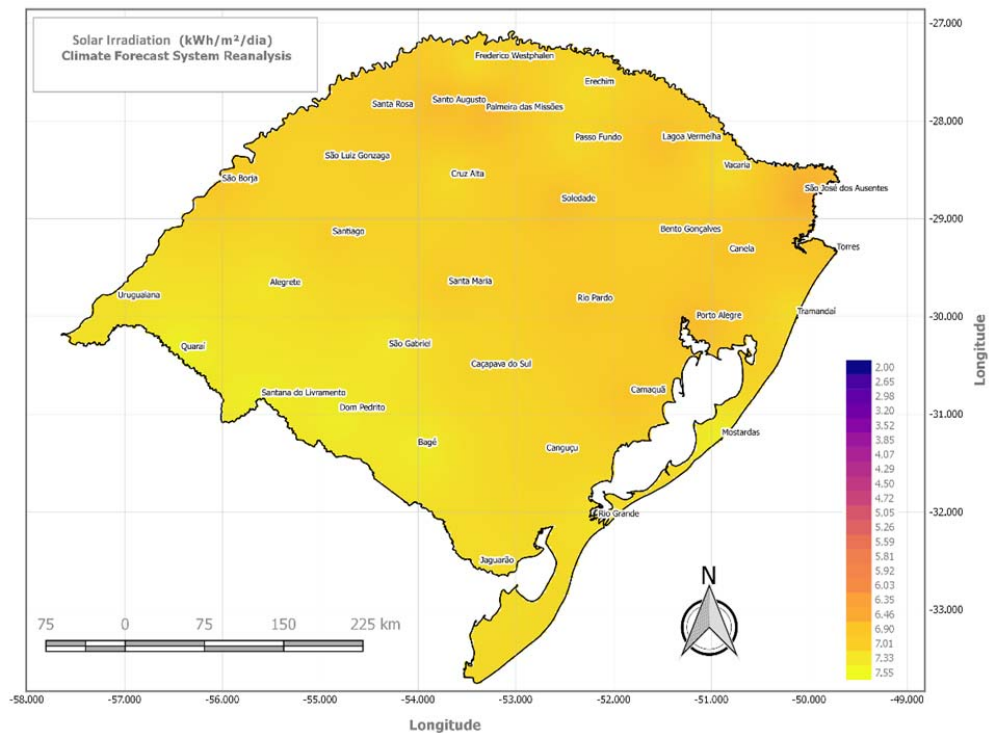 Solar Irradiation (kWh/m²/dia)
Climate Forecast System Reanalysis
-27.000
Frederico Westphalen
Erechim
Santa Rosa
Santo Augusto
Palmeira das Missões
-28.000
Passo Fundo
Lagoa Vermelha
São Luiz Gonzaga
Vacaria
Cruz Alta
São Borja
São José dos Ausentes
Soledade
-29.000
Santiago
Bento Gonçalves
Canela
Torres
Alegrete
Santa Maria
Uruguaiana
Rio Pardo
Tramandaí
Porto Alegre
-30.000
Quaraí
São Gabriel
Longitude
Caçapava do Sul
Santana do Livramento
Camaquã
Dom Pedrito
-31.000
Bagé
Mostardas
Canguçu
2.00
2.65
2.98
3.20
3.52
3.85
4.07
4.29
4.50
4.72
5.05
5.26
5.59
5.81
5.92
6.03
6.35
6.46
6.90
7.01
7.33
7.55
-32.000
Rio Grande
Jaguarão
N
-33.000
75 0 75 150 225 km
-58.000 -57.000 -56.000 -55.000 -54.000 -53.000 -52.000 -51.000 -50.000 -49.000
Longitude